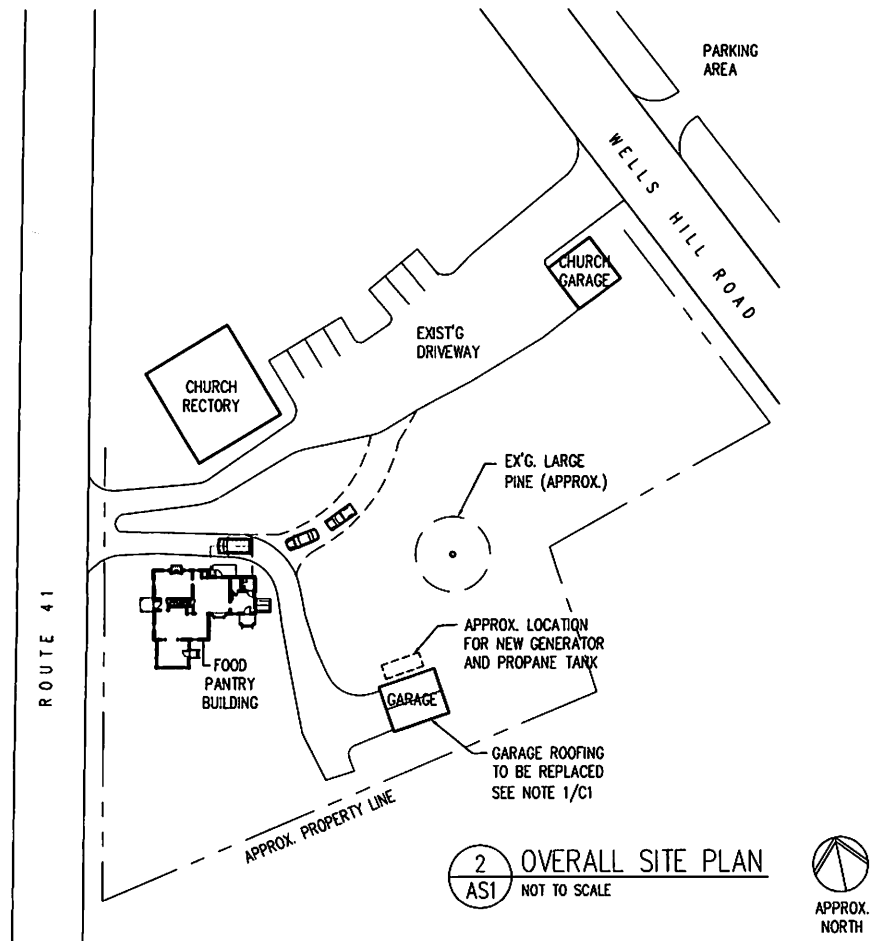 PARKING
AREA
WELLS HILL ROAD
CHURCH
GARAGE
EXIST'G
DRIVEWAY
CHURCH
RECTORY
EX'G. LARGE
PINE (APPROX.)
ROUTE 41
APPROX. LOCATION
FOR NEW GENERATOR
AND PROPANE TANK
FOOD
PANTRY
BUILDING
GARAGE
GARAGE ROOFING
TO BE REPLACED
SEE NOTE 1/C1
APPROX. PROPERTY LINE
2
AS1
OVERALL SITE PLAN
NOT TO SCALE
APPROX.
NORTH